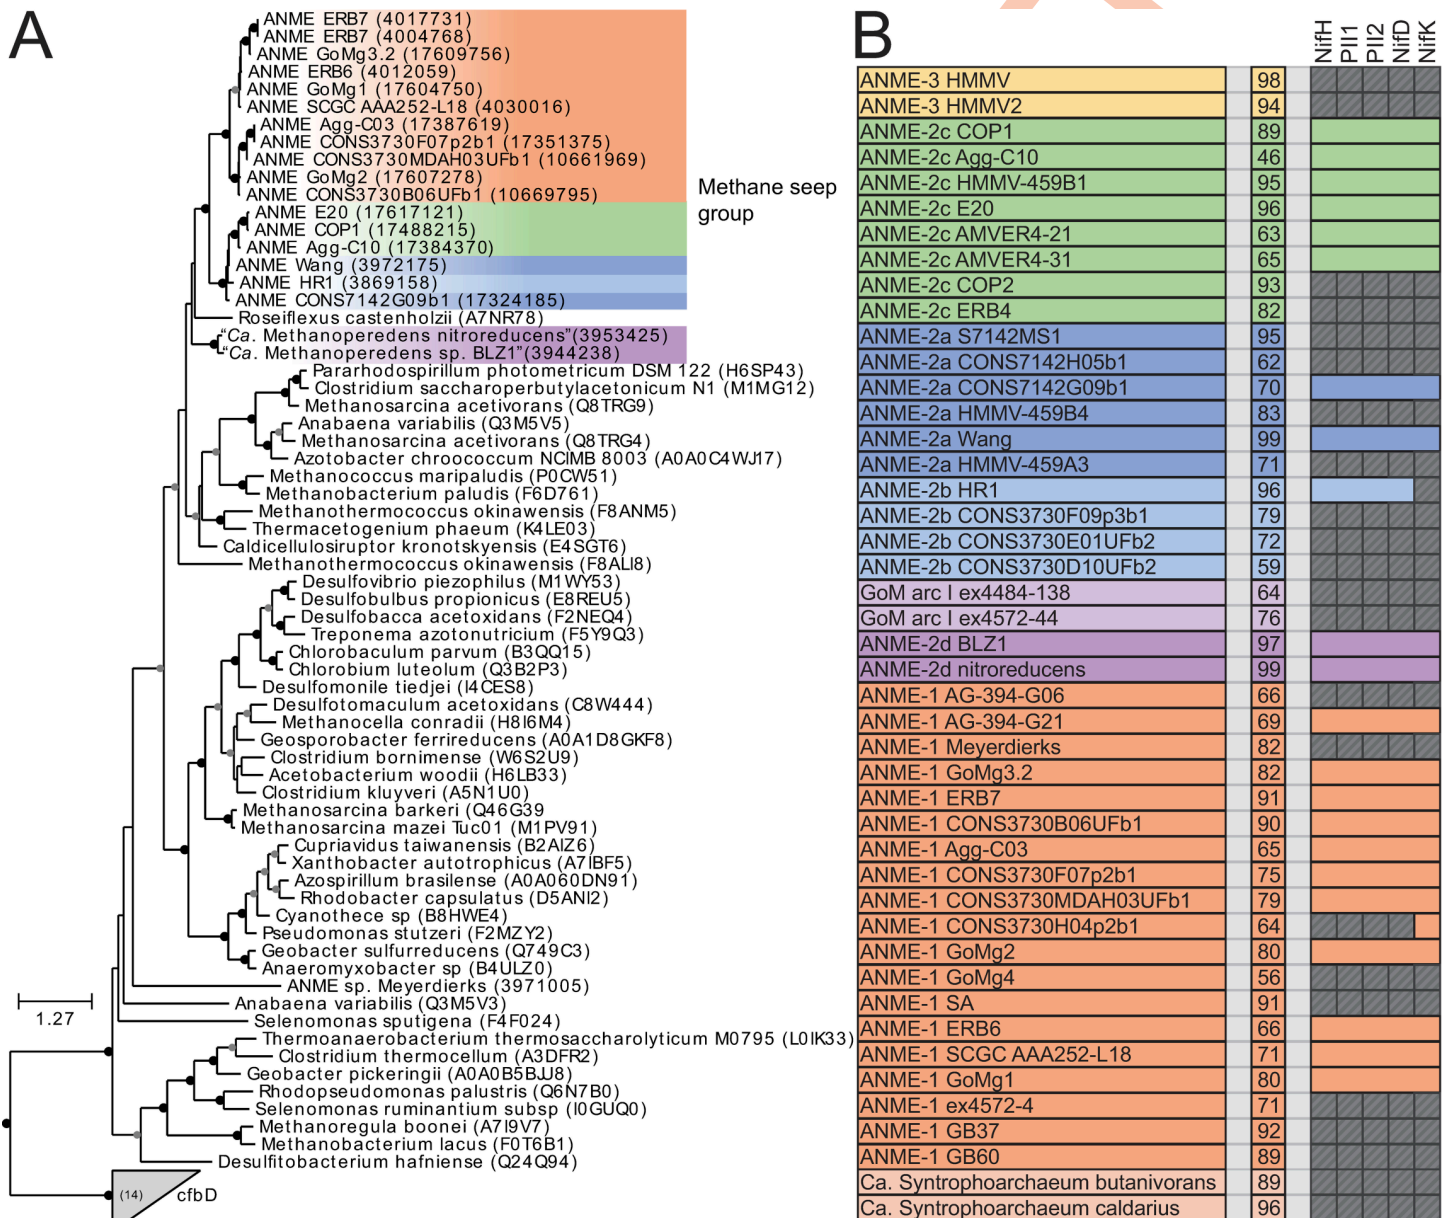 A
ANME ERB7 (4017731)
ANME ERB7 (4004768)
ANME GoMg3.2 (17609756)
ANME ERB6 (4012059)
ANME GoMg1 (17604750)
ANME SCGC AAA252-L18 (4030016)
ANME Agg-C03 (17387619)
ANME CONS3730F07p2b1 (17351375)
ANME CONS3730MDAH03UFb1 (10661969)
ANME GoMg2 (17607278)
ANME CONS3730B06UFb1 (10669795)
ANME E20 (17617121)
ANME COP1 (17488215)
ANME Agg-C10 (17384370)
ANME Wang (3972175)
ANME HR1 (3869158)
ANME CONS7142G09b1 (17324185)
Methane seep
group
Roseiflexus castenholzii (A7NR78)
“Ca. Methanoperedens nitroreducens”(3953425)
“Ca. Methanoperedens sp. BLZ1”(3944238)
Pararhodospirillum photometricum DSM 122 (H6SP43)
Clostridium saccharoperbutylacetonicum N1 (M1MG12)
Methanosarcina acetivorans (Q8TRG9)
Anabaena variabilis (Q3M5V5)
Methanosarcina acetivorans (Q8TRG4)
Azotobacter chroococcum NCIMB 8003 (A0A0C4WJ17)
Methanococcus maripaludis (P0CW51)
Methanobacterium paludis (F6D761)
Methanothermococcus okinawensis (F8ANM5)
Thermacetogenium phaeum (K4LE03)
Caldicellulosiruptor kronotskyensis (E4SGT6)
Methanothermococcus okinawensis (F8ALI8)
Desulfovibrio piezophilus (M1WY53)
Desulfobulbus propionicus (E8REU5)
Desulfobacca acetoxidans (F2NEQ4)
Treponema azotonutricium (F5Y9Q3)
Chlorobaculum parvum (B3QQ15)
Chlorobium luteolum (Q3B2P3)
Desulfomonile tiedjei (I4CES8)
Desulfotomaculum acetoxidans (C8W444)
Methanocella conradii (H8I6M4)
Geosporobacter ferrireducens (A0A1D8GKF8)
Clostridium bornimense (W6S2U9)
Acetobacterium woodii (H6LB33)
Clostridium kluyveri (A5N1U0)
Methanosarcina barkeri (Q46G39
Methanosarcina mazei Tuc01 (M1PV91)
Cupriavidus taiwanensis (B2AIZ6)
Xanthobacter autotrophicus (A7IBF5)
Azospirillum brasilense (A0A060DN91)
Rhodobacter capsulatus (D5ANI2)
Cyanothece sp (B8HWE4)
Pseudomonas stutzeri (F2MZY2)
Geobacter sulfurreducens (Q749C3)
Anaeromyxobacter sp (B4ULZ0)
ANME sp. Meyerdierks (3971005)
Anabaena variabilis (Q3M5V3)
Selenomonas sputigena (F4F024)
Thermoanaerobacterium thermosaccharolyticum M0795 (L0IK33)
Clostridium thermocellum (A3DFR2)
Geobacter pickeringii (A0A0B5BJJ8)
Rhodopseudomonas palustris (Q6N7B0)
Selenomonas ruminantium subsp (I0GUQ0)
Methanoregula boonei (A7I9V7)
Methanobacterium lacus (F0T6B1)
Desulfitobacterium hafniense (Q24Q94)
(14) cfbD
1.27
B
NifH PII1 PII2 NifD NifK
ANME-3 HMMV 98
ANME-3 HMMV2 94
ANME-2c COP1 89
ANME-2c Agg-C10 46
ANME-2c HMMV-459B1 95
ANME-2c E20 96
ANME-2c AMVER4-21 63
ANME-2c AMVER4-31 65
ANME-2c COP2 93
ANME-2c ERB4 82
ANME-2a S7142MS1 95
ANME-2a CONS7142H05b1 62
ANME-2a CONS7142G09b1 70
ANME-2a HMMV-459B4 83
ANME-2a Wang 99
ANME-2a HMMV-459A3 71
ANME-2b HR1 96
ANME-2b CONS3730F09p3b1 79
ANME-2b CONS3730E01UFb2 72
ANME-2b CONS3730D10UFb2 59
GoM arc I ex4484-138 64
GoM arc I ex4572-44 76
ANME-2d BLZ1 97
ANME-2d nitroreducens 99
ANME-1 AG-394-G06 66
ANME-1 AG-394-G21 69
ANME-1 Meyerdierks 82
ANME-1 GoMg3.2 82
ANME-1 ERB7 91
ANME-1 CONS3730B06UFb1 90
ANME-1 Agg-C03 65
ANME-1 CONS3730F07p2b1 75
ANME-1 CONS3730MDAH03UFb1 79
ANME-1 CONS3730H04p2b1 64
ANME-1 GoMg2 80
ANME-1 GoMg4 56
ANME-1 SA 91
ANME-1 ERB6 66
ANME-1 SCGC AAA252-L18 71
ANME-1 GoMg1 80
ANME-1 ex4572-4 71
ANME-1 GB37 92
ANME-1 GB60 89
Ca. Syntrophoarchaeum butanivorans 89
Ca. Syntrophoarchaeum caldarius 96